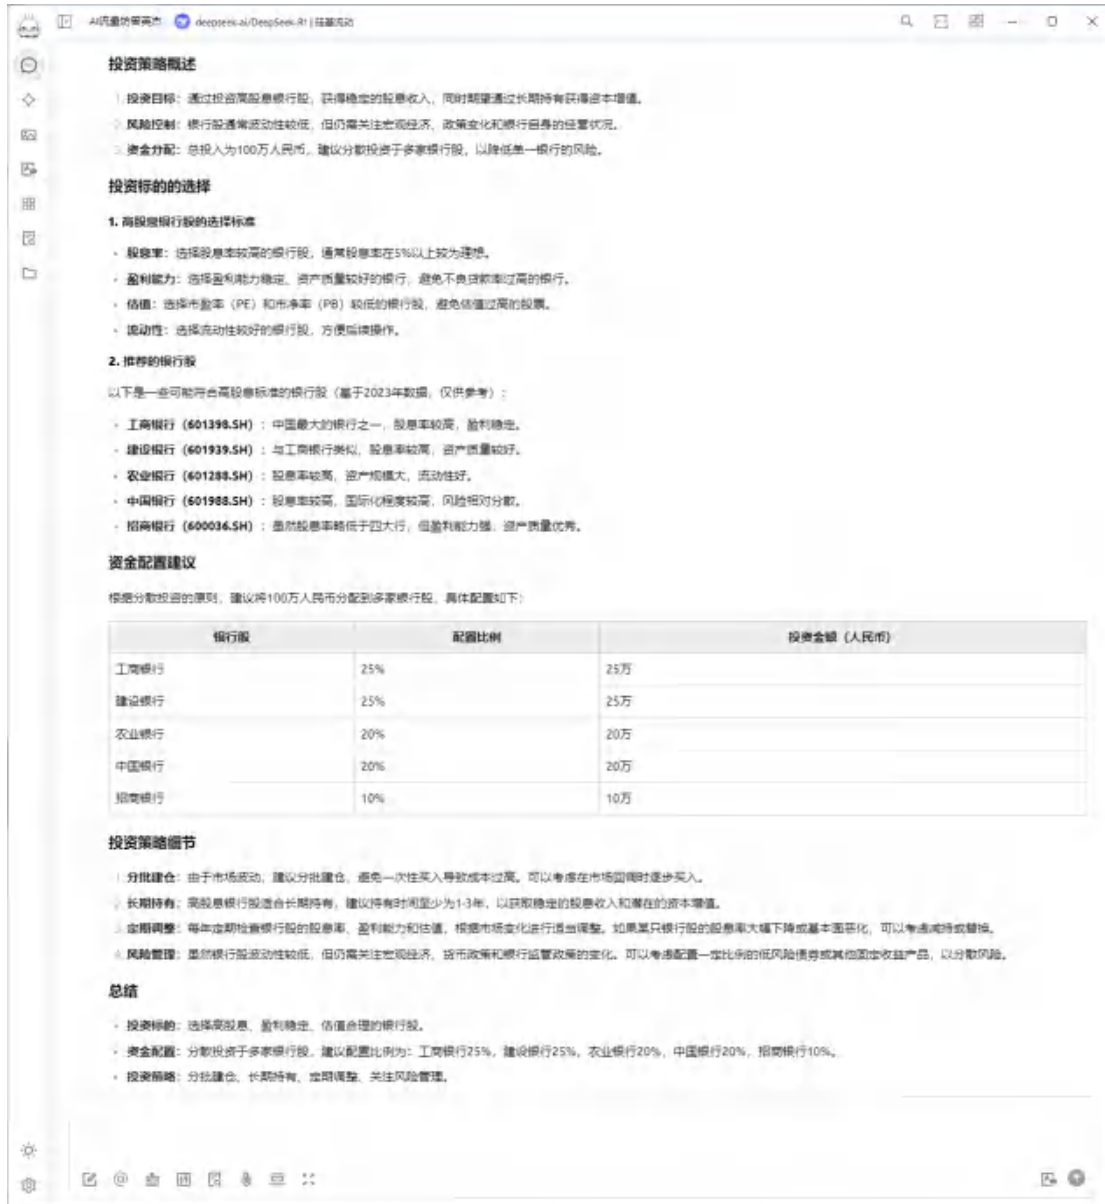 AI流量坊董英杰 deepseek-ai/DeepSeek-R1 | 硅基流动
投资策略概述
1. 投资目标：通过投资高股息银行股，获得稳定的股息收入，同时期望通过长期持有获得资本增值。
2. 风险控制：银行股通常波动性较低，但仍需关注宏观经济、政策变化和银行自身的经营状况。
3. 资金分配：总投入为100万人民币，建议分散投资于多家银行股，以降低单一银行的风险。
投资标的的选择
1. 高股息银行股的选择标准
• 股息率：选择股息率较高的银行股，通常股息率在5%以上较为理想。
• 盈利能力：选择盈利能力稳定、资产质量较好的银行，避免不良贷款率过高的银行。
• 估值：选择市盈率（PE）和市净率（PB）较低的银行股，避免估值过高的股票。
• 流动性：选择流动性较好的银行股，方便后续操作。
2. 推荐的银行股
以下是一些可能符合高股息标准的银行股（基于2023年数据，仅供参考）：
• 工商银行（601398.SH）：中国最大的银行之一，股息率较高，盈利稳定。
• 建设银行（601939.SH）：与工商银行类似，股息率较高，资产质量较好。
• 农业银行（601288.SH）：股息率较高，资产规模大，流动性好。
• 中国银行（601988.SH）：股息率较高，国际化程度较高，风险相对分散。
• 招商银行（600036.SH）：虽然股息率略低于四大行，但盈利能力强，资产质量优秀。
资金配置建议
根据分散投资的原则，建议将100万人民币分配到多家银行股，具体配置如下：
银行股 配置比例 投资金额（人民币）
工商银行 25% 25万
建设银行 25% 25万
农业银行 20% 20万
中国银行 20% 20万
招商银行 10% 10万
投资策略细节
1. 分批建仓：由于市场波动，建议分批建仓，避免一次性买入导致成本过高。可以考虑在市场回调时逐步买入。
2. 长期持有：高股息银行股适合长期持有，建议持有时间至少为1-3年，以获取稳定的股息收入和潜在的资本增值。
3. 定期调整：每年定期检查银行股的股息率、盈利能力和估值，根据市场变化进行适当调整。如果某只银行股的股息率大幅下降或基本面恶化，可以考虑减持或替换。
4. 风险管理：虽然银行股波动性较低，但仍需关注宏观经济、货币政策和银行监管政策的变化。可以考虑配置一定比例的低风险债券或其他固定收益产品，以分散风险。
总结
• 投资标的：选择高股息、盈利稳定、估值合理的银行股。
• 资金配置：分散投资于多家银行股，建议配置比例为：工商银行25%，建设银行25%，农业银行20%，中国银行20%，招商银行10%。
• 投资策略：分批建仓、长期持有、定期调整、关注风险管理。